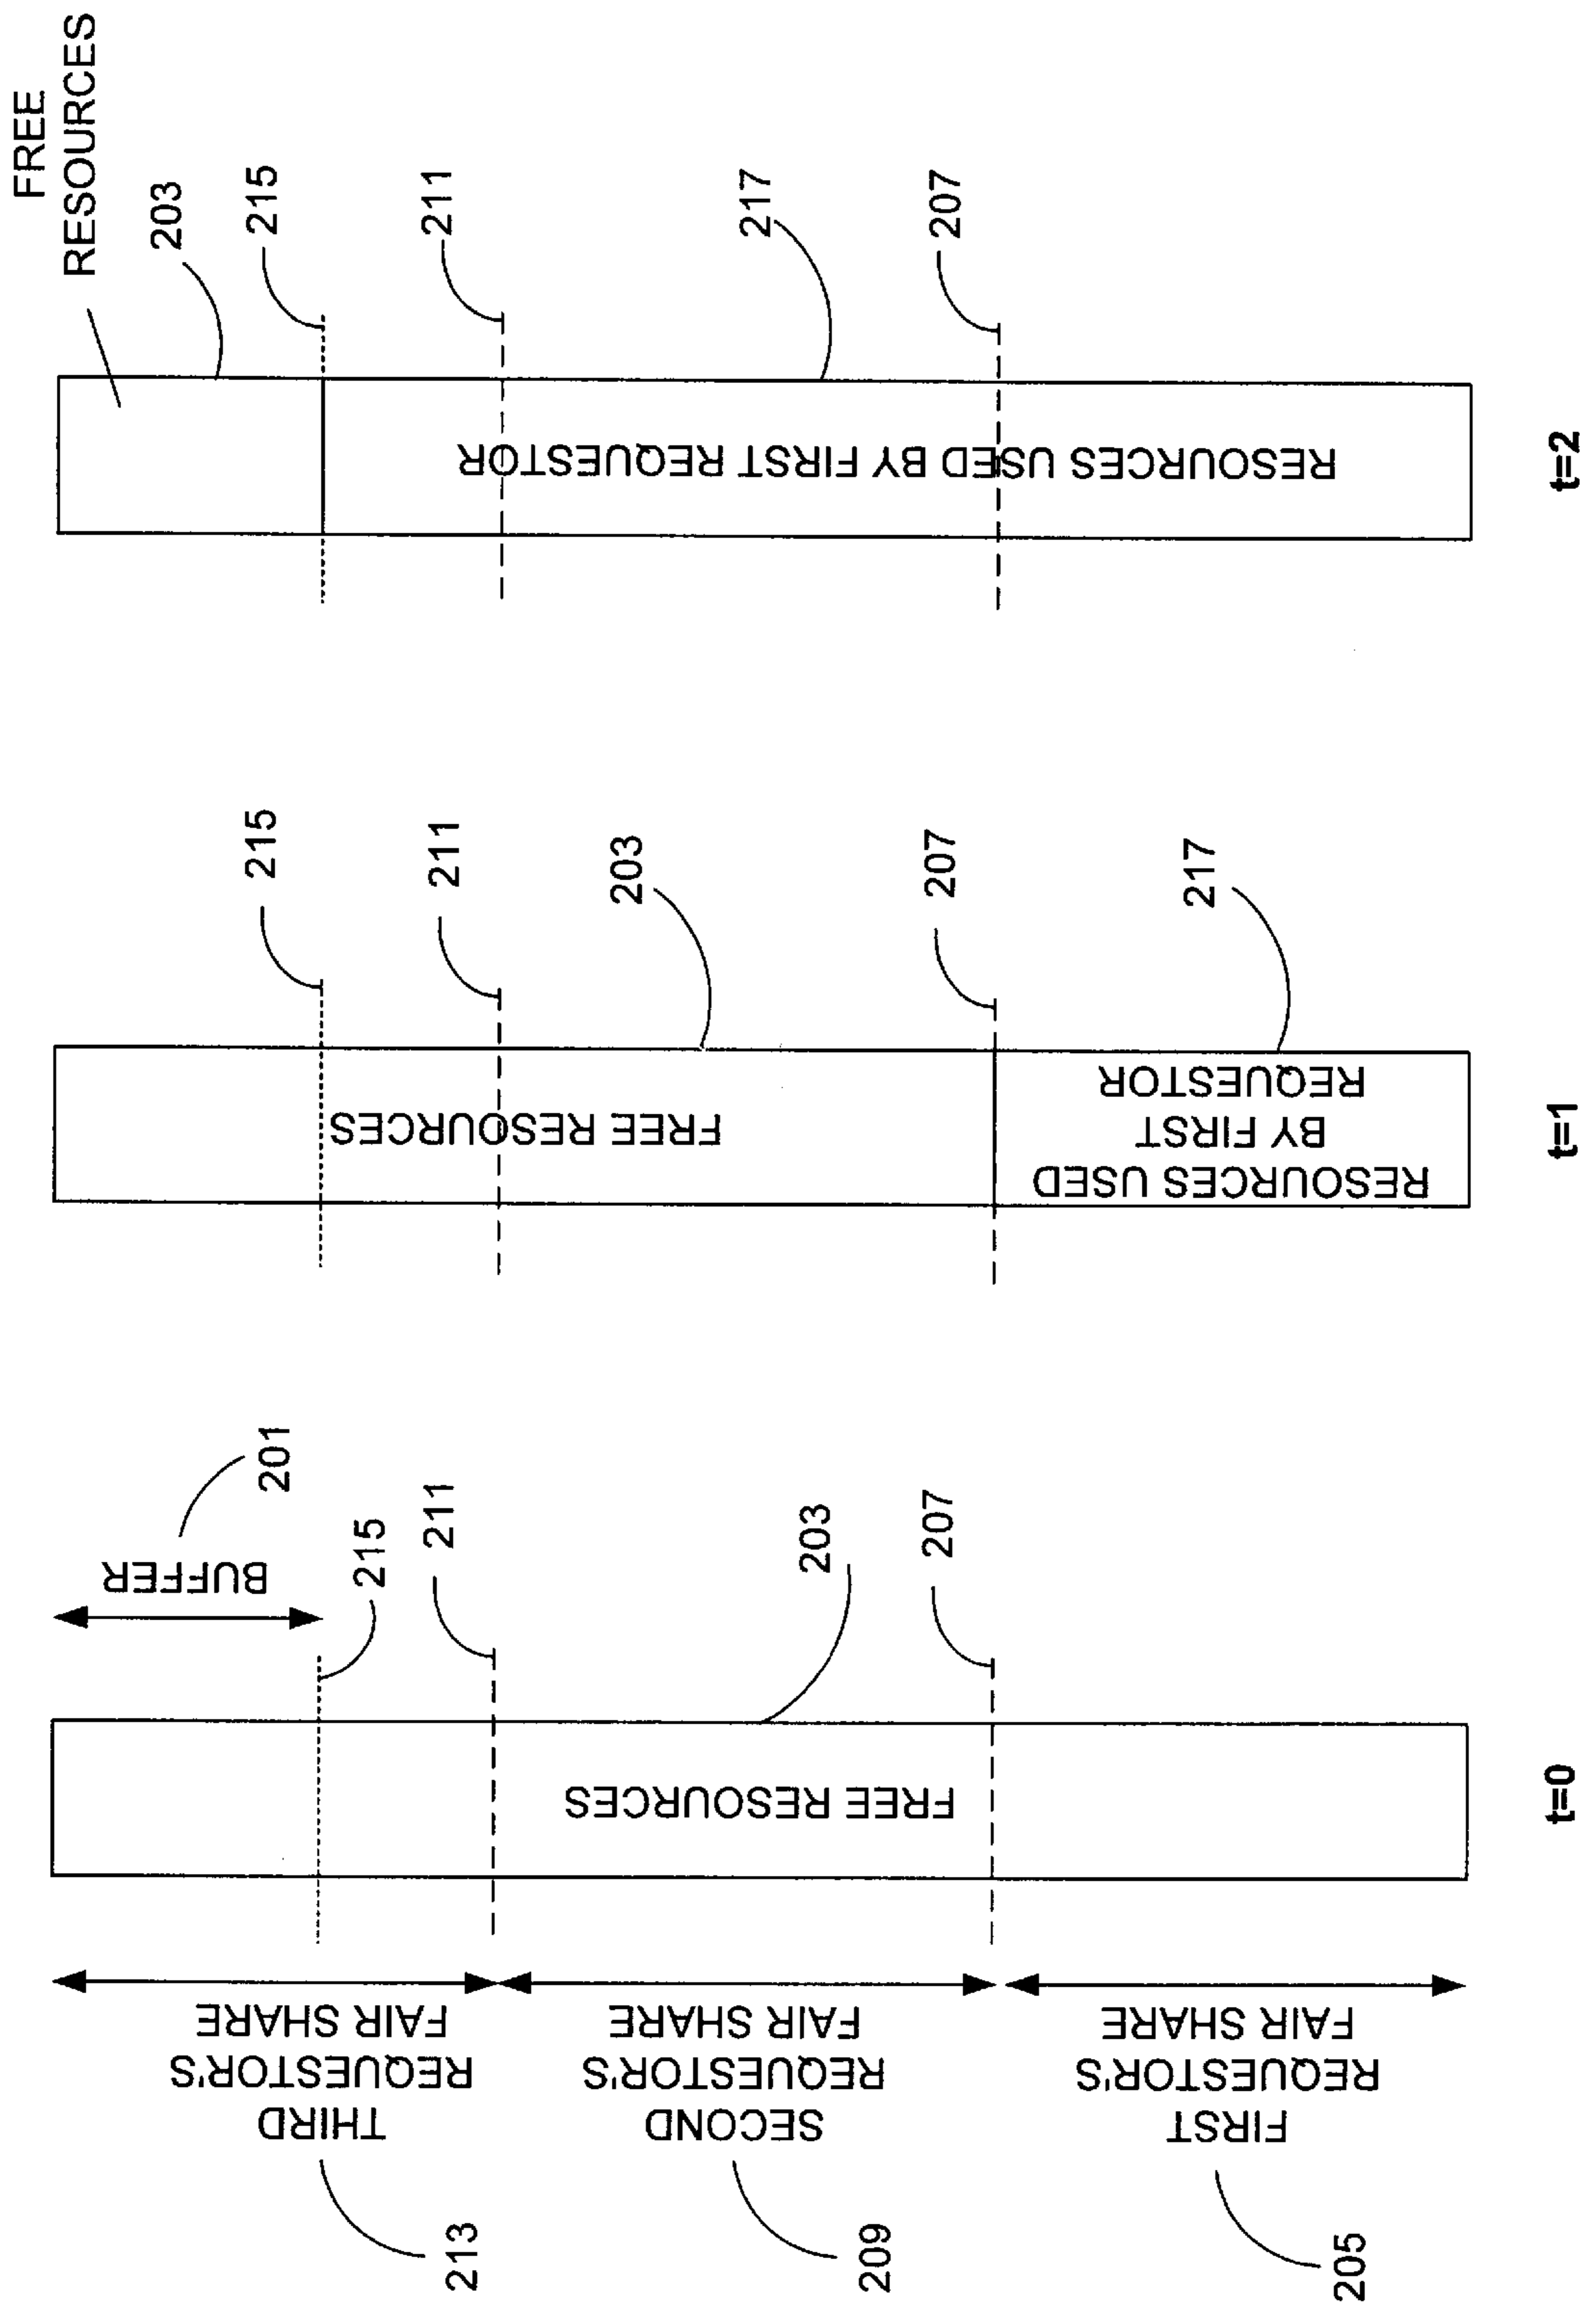 THIRD
REQUESTOR'S
FAIR SHARE
213
SECOND
REQUESTOR'S
FAIR SHARE
209
FIRST
REQUESTOR'S
FAIR SHARE
205
BUFFER
201
215
211
FREE RESOURCES
203
207
t=0
215
211
FREE RESOURCES
203
207
RESOURCES USED
BY FIRST
REQUESTOR
217
t=1
FREE
RESOURCES
203
215
211
RESOURCES USED BY FIRST REQUESTOR
217
207
t=2